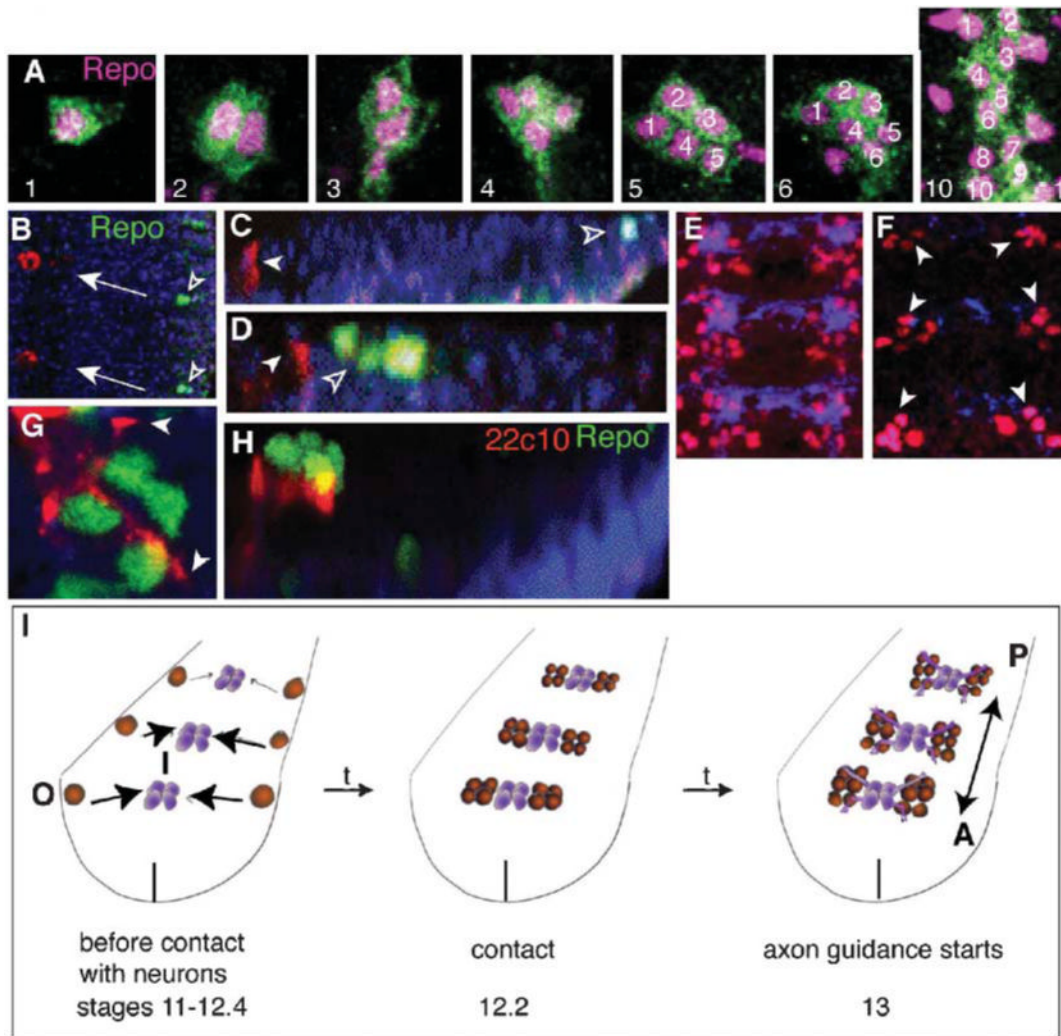 A Repo
1
2
3
4
1 2 3 4 5
5
1 2 3 4 5 6
6
1 2 3 4 5 6 7 8 9 10
10
B Repo
C
D
E
F
G
H 22c10 Repo
I
O I P A
t t
before contact
with neurons
stages 11-12.4
contact
12.2
axon guidance starts
13